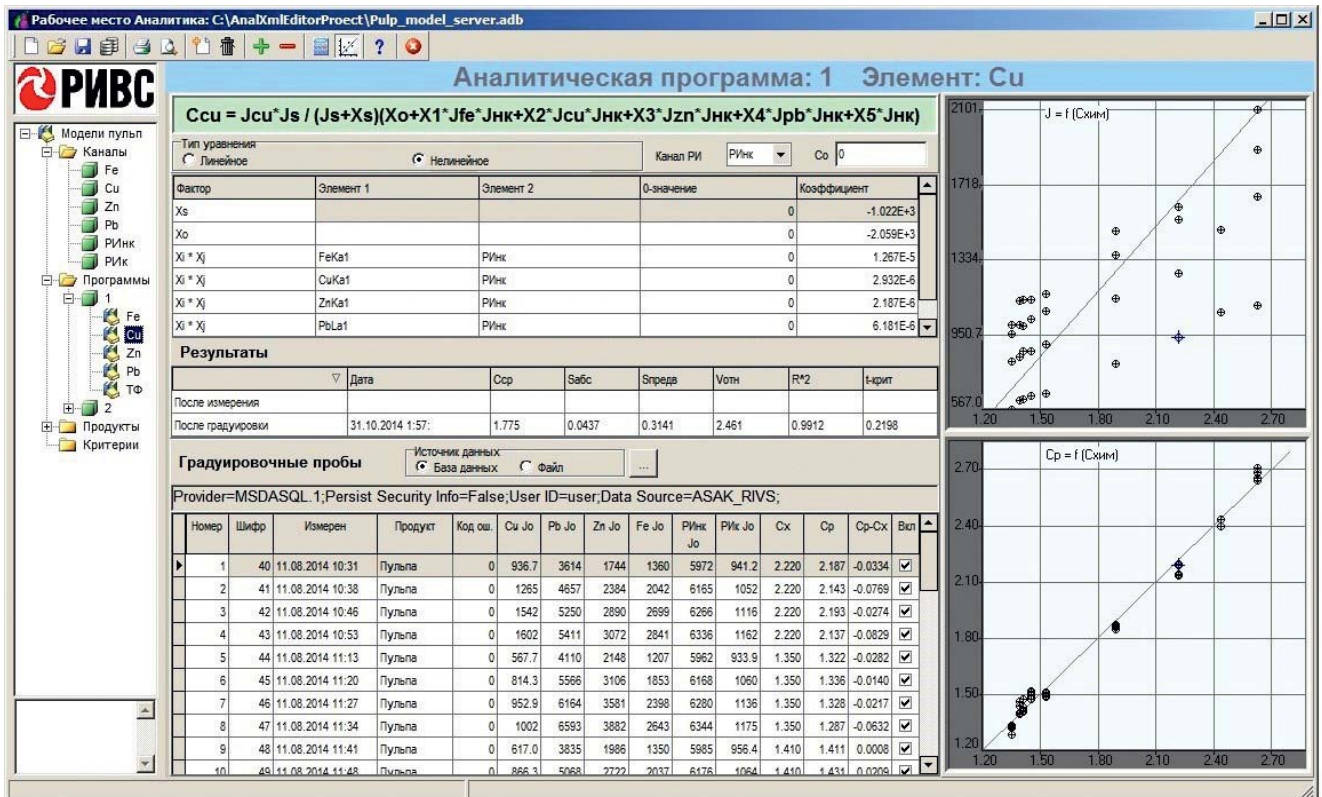 Рабочее место Аналитика: C:\AnalXmlEditorProect\Pulp_model_server.adb
РИВС
Аналитическая программа: 1 Элемент: Cu
Модели пульп
Каналы
Fe
Cu
Zn
Pb
РИнк
РИк
Программы
1
Fe
Cu
Zn
Pb
ТФ
2
Продукты
Критерии
Ccu = Jcu*Js / (Js+Xs)(Xo+X1*Jfe*Jнк+X2*Jcu*Jнк+X3*Jzn*Jнк+X4*Jpb*Jнк+X5*Jнк)
Тип уравнения
Линейное Нелинейное Канал РИ РИнк Co 0
Фактор Элемент 1 Элемент 2 0-значение Коэффициент
Xs 0 -1.022E+3
Xo 0 -2.059E+3
Xi * Xj FeKa1 РИнк 0 1.267E-5
Xi * Xj CuKa1 РИнк 0 2.932E-6
Xi * Xj ZnKa1 РИнк 0 2.187E-6
Xi * Xj PbLa1 РИнк 0 6.181E-6
Результаты
Дата Сср Sабс Sпредв Vотн R^2 t-крит
После измерения
После градуировки 31.10.2014 1:57: 1.775 0.0437 0.3141 2.461 0.9912 0.2198
Градуировочные пробы
Источник данных
База данных Файл ...
Provider=MSDASQL.1;Persist Security Info=False;User ID=user;Data Source=ASAK_RIVS;
Номер Шифр Измерен Продукт Код ош. Cu Jo Pb Jo Zn Jo Fe Jo РИнк Jo РИк Jo Cx Cp Cp-Cx Вкл
1 40 11.08.2014 10:31 Пульпа 0 936.7 3614 1744 1360 5972 941.2 2.220 2.187 -0.0334
2 41 11.08.2014 10:38 Пульпа 0 1265 4657 2384 2042 6165 1052 2.220 2.143 -0.0769
3 42 11.08.2014 10:46 Пульпа 0 1542 5250 2890 2699 6266 1116 2.220 2.193 -0.0274
4 43 11.08.2014 10:53 Пульпа 0 1602 5411 3072 2841 6336 1162 2.220 2.137 -0.0829
5 44 11.08.2014 11:13 Пульпа 0 567.7 4110 2148 1207 5962 933.9 1.350 1.322 -0.0282
6 45 11.08.2014 11:20 Пульпа 0 814.3 5566 3106 1853 6168 1060 1.350 1.336 -0.0140
7 46 11.08.2014 11:27 Пульпа 0 952.9 6164 3581 2398 6280 1136 1.350 1.328 -0.0217
8 47 11.08.2014 11:34 Пульпа 0 1002 6593 3882 2643 6344 1175 1.350 1.287 -0.0632
9 48 11.08.2014 11:41 Пульпа 0 617.0 3835 1986 1350 5985 956.4 1.410 1.411 0.0008
10 49 11.08.2014 11:48 Пульпа 0 866.3 5068 2722 2037 6176 1064 1.410 1.431 0.0209
J = f (Cхим)
2101.
1718.
1334.
950.7
567.0
1.20 1.50 1.80 2.10 2.40 2.70
Cp = f (Cхим)
2.70
2.40
2.10
1.80
1.50
1.20
1.20 1.50 1.80 2.10 2.40 2.70